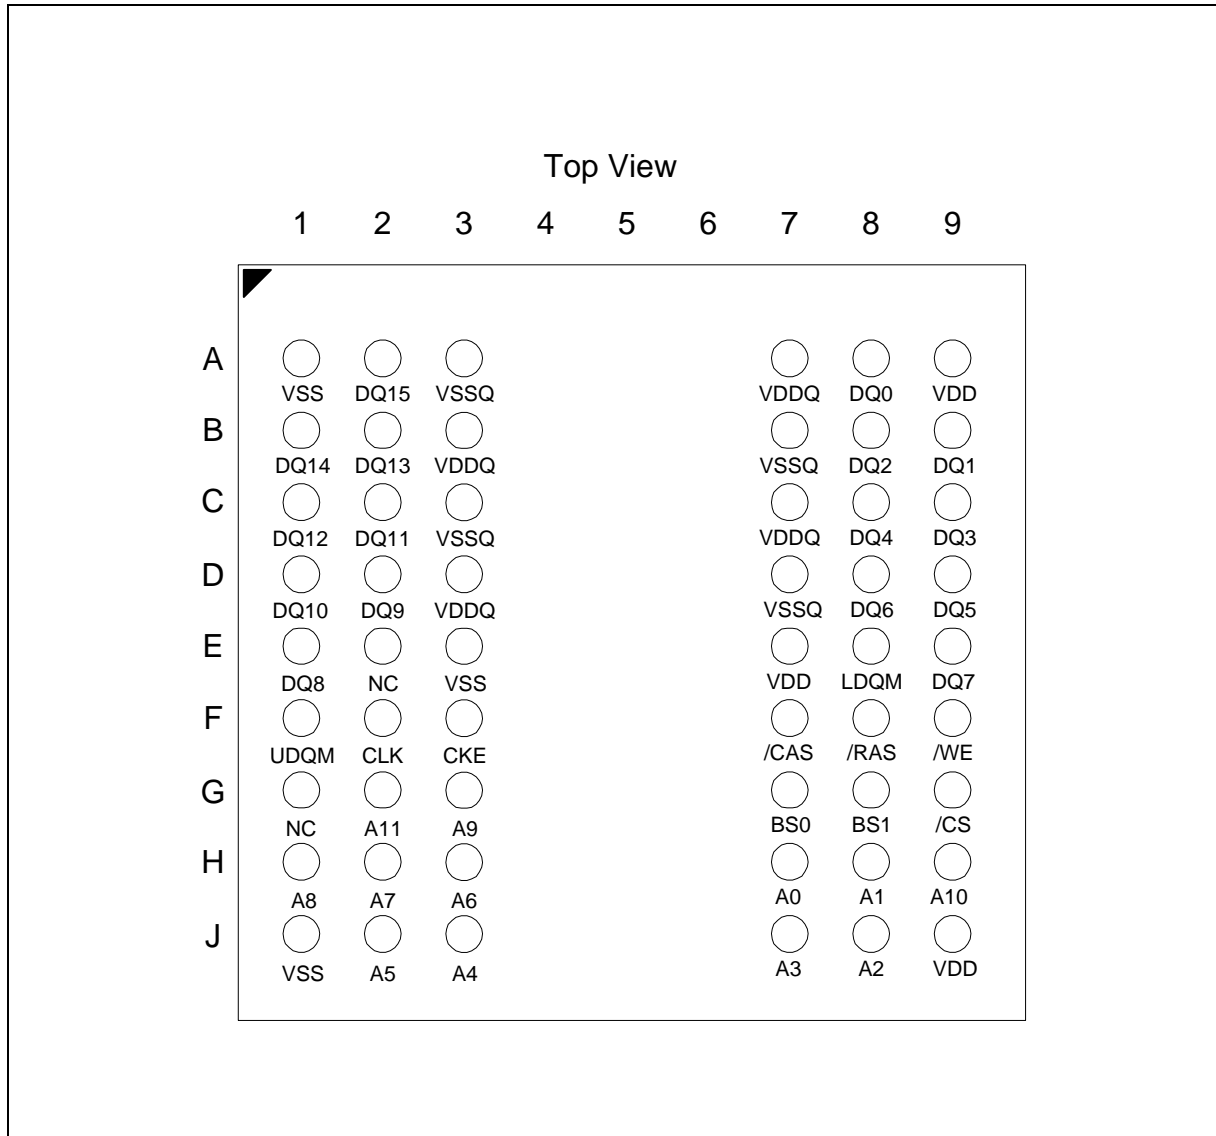 Top View
1 2 3 4 5 6 7 8 9
A
VSS DQ15 VSSQ VDDQ DQ0 VDD
B
DQ14 DQ13 VDDQ VSSQ DQ2 DQ1
C
DQ12 DQ11 VSSQ VDDQ DQ4 DQ3
D
DQ10 DQ9 VDDQ VSSQ DQ6 DQ5
E
DQ8 NC VSS VDD LDQM DQ7
F
UDQM CLK CKE /CAS /RAS /WE
G
NC A11 A9 BS0 BS1 /CS
H
A8 A7 A6 A0 A1 A10
J
VSS A5 A4 A3 A2 VDD